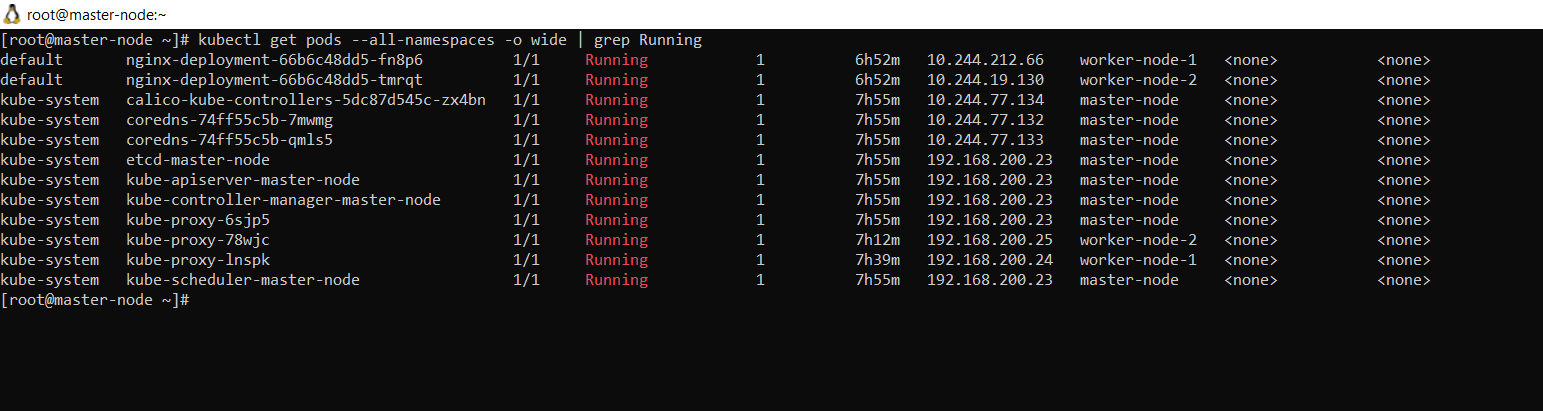 root@master-node:~
[root@master-node ~]# kubectl get pods --all-namespaces -o wide | grep Running
default       nginx-deployment-66b6c48dd5-fn8p6          1/1     Running            1          6h52m   10.244.212.66    worker-node-1   <none>           <none>
default       nginx-deployment-66b6c48dd5-tmrqt          1/1     Running            1          6h52m   10.244.19.130    worker-node-2   <none>           <none>
kube-system   calico-kube-controllers-5dc87d545c-zx4bn   1/1     Running            1          7h55m   10.244.77.134    master-node     <none>           <none>
kube-system   coredns-74ff55c5b-7mwmg                    1/1     Running            1          7h55m   10.244.77.132    master-node     <none>           <none>
kube-system   coredns-74ff55c5b-qmls5                    1/1     Running            1          7h55m   10.244.77.133    master-node     <none>           <none>
kube-system   etcd-master-node                           1/1     Running            1          7h55m   192.168.200.23   master-node     <none>           <none>
kube-system   kube-apiserver-master-node                 1/1     Running            1          7h55m   192.168.200.23   master-node     <none>           <none>
kube-system   kube-controller-manager-master-node        1/1     Running            1          7h55m   192.168.200.23   master-node     <none>           <none>
kube-system   kube-proxy-6sjp5                           1/1     Running            1          7h55m   192.168.200.23   master-node     <none>           <none>
kube-system   kube-proxy-78wjc                           1/1     Running            1          7h12m   192.168.200.25   worker-node-2   <none>           <none>
kube-system   kube-proxy-lnspk                           1/1     Running            1          7h39m   192.168.200.24   worker-node-1   <none>           <none>
kube-system   kube-scheduler-master-node                 1/1     Running            1          7h55m   192.168.200.23   master-node     <none>           <none>
[root@master-node ~]#